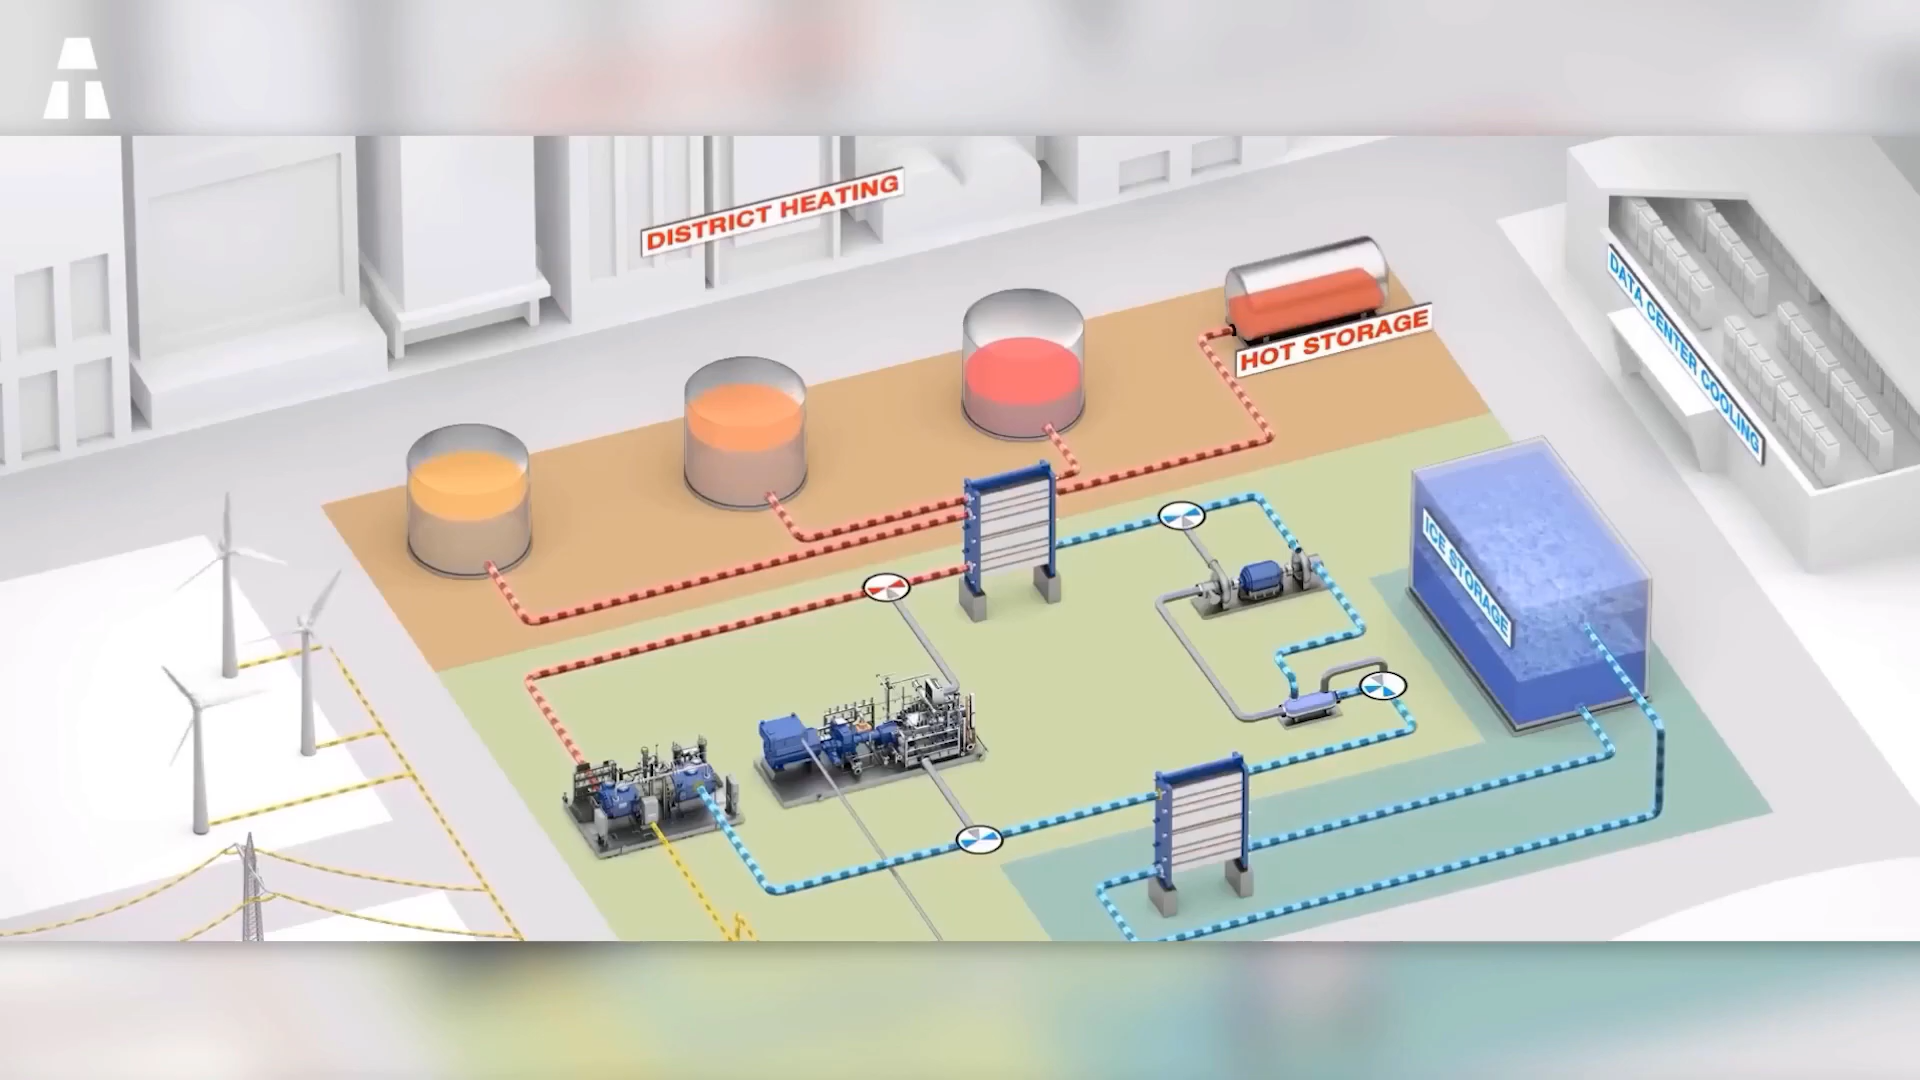 DISTRICT HEATING
HOT STORAGE
DATA CENTER COOLING
ICE STORAGE